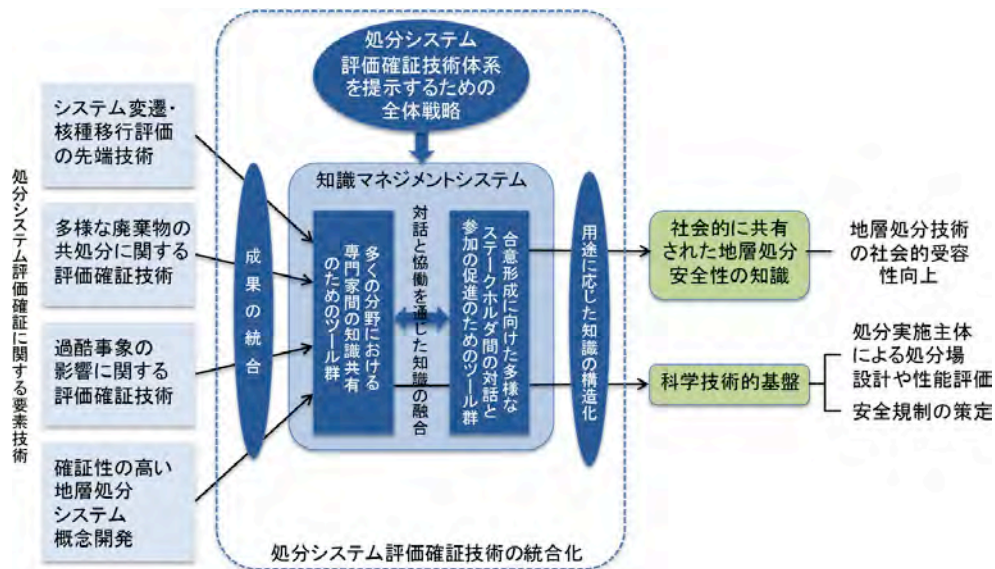 処分システム評価確証に関する要素技術
システム変遷・
核種移行評価
の先端技術
多様な廃棄物の
共処分に関する
評価確証技術
過酷事象の
影響に関する
評価確証技術
確証性の高い
地層処分
システム
概念開発
処分システム
評価確証技術体系
を提示するための
全体戦略
成果の統合
知識マネジメントシステム
多くの分野における
専門家間の知識共有
のためのツール群
対話と協働を通じた知識の融合
合意形成に向けた多様な
ステークホルダ間の対話と
参加の促進のためのツール群
用途に応じた知識の構造化
処分システム評価確証技術の統合化
社会的に共有
された地層処分
安全性の知識
地層処分技術
の社会的受容
性向上
科学技術的基盤
処分実施主体
による処分場
設計や性能評価
安全規制の策定